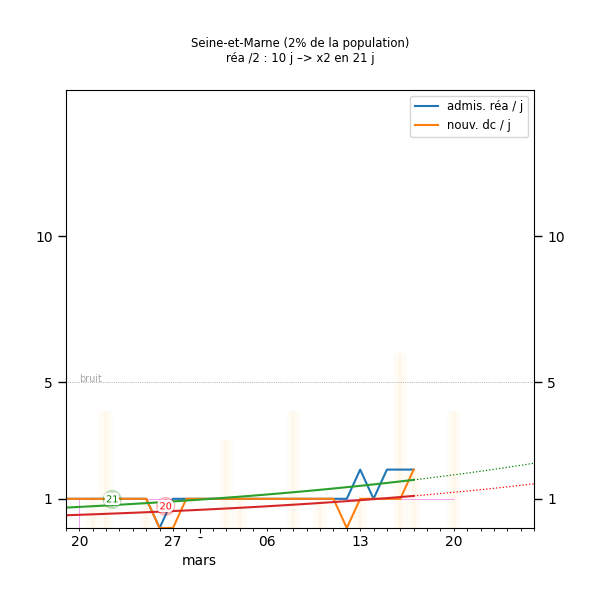 Seine-et-Marne (2% de la population)
réa /2 : 10 j –> x2 en 21 j
admis. réa / j
nouv. dc / j
10
10
bruit
5
5
21
20
1
1
20
27
-
06
13
20
mars